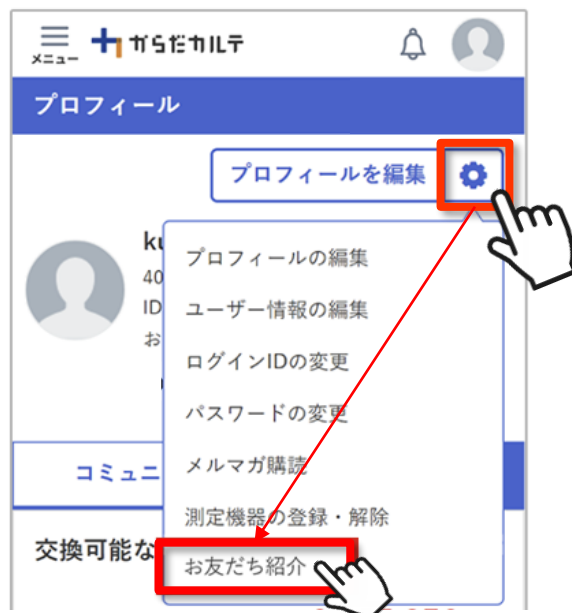 メニュー
からだカルテ
プロフィール
プロフィールを編集
プロフィールの編集
40
ID
ユーザー情報の編集
お
ログインIDの変更
パスワードの変更
コミュニ
メルマガ購読
測定機器の登録・解除
交換可能な
お友だち紹介